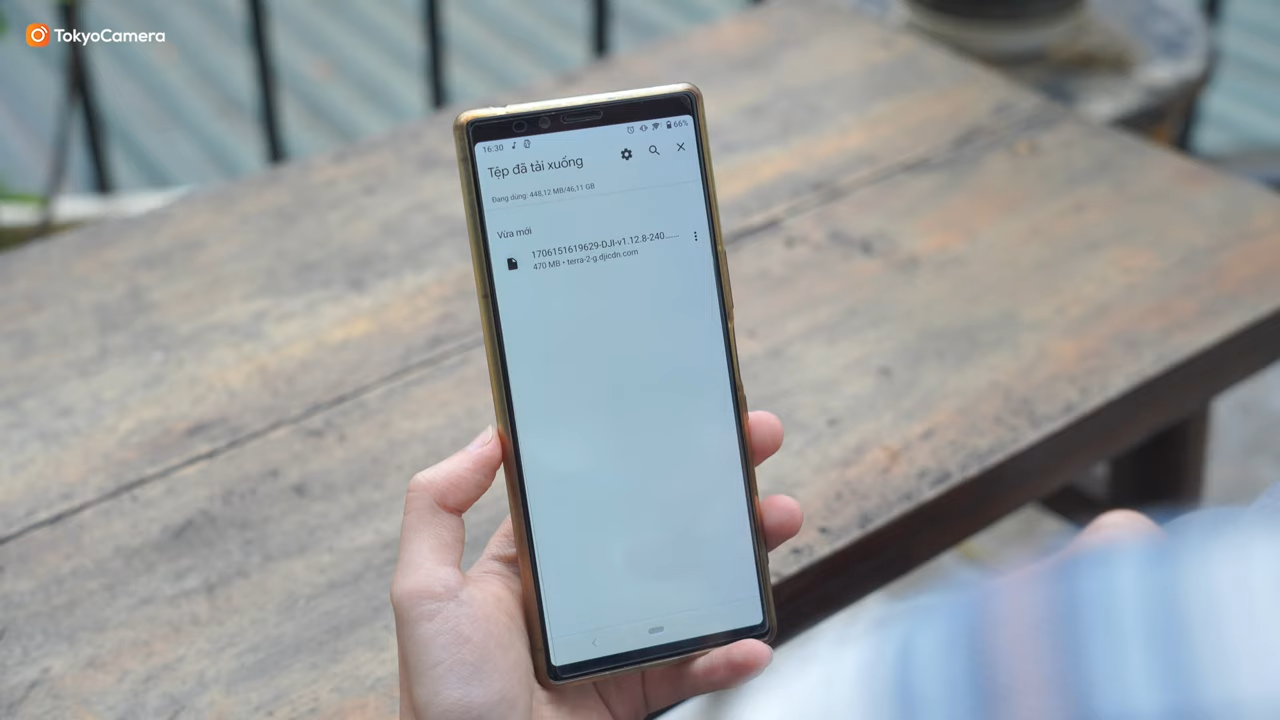 TokyoCamera
16:30
66%
Tệp đã tải xuống
Đang dùng: 448,12 MB/46,11 GB
Vừa mới
1706151619629-DJI-v1.12.8-240......
470 MB • terra-2-g.djicdn.com